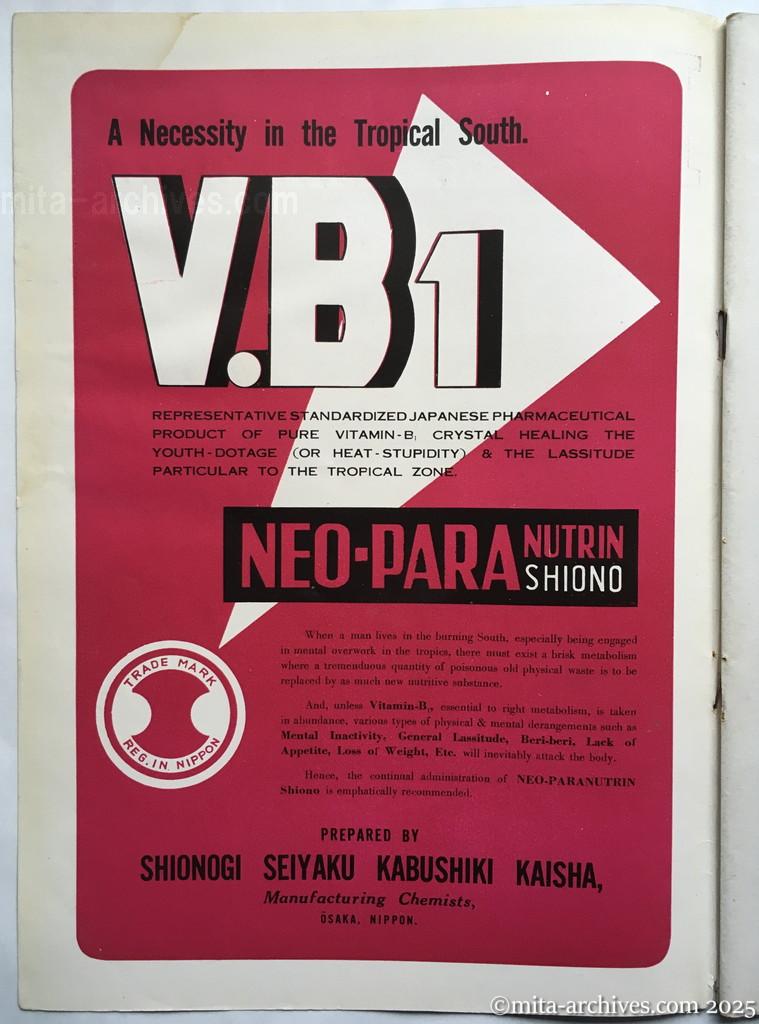 A Necessity in the Tropical South.
mita-archives.com
V.B1
REPRESENTATIVE STANDARDIZED JAPANESE PHARMACEUTICAL
PRODUCT OF PURE VITAMIN-B₁ CRYSTAL HEALING THE
YOUTH-DOTAGE (OR HEAT-STUPIDITY) & THE LASSITUDE
PARTICULAR TO THE TROPICAL ZONE.
NEO-PARA NUTRIN
SHIONO
When a man lives in the burning South, especially being engaged
in mental overwork in the tropics, there must exist a brisk metabolism
where a tremenduous quantity of poisonous old physical waste is to be
replaced by as much new nutritive substance.
And, unless Vitamin-B₁, essential to right metabolism, is taken
in abundance, various types of physical & mental derangements such as
Mental Inactivity, General Lassitude, Beri-beri, Lack of
Appetite, Loss of Weight, Etc. will inevitably attack the body.
Hence, the continual administration of NEO-PARANUTRIN
Shiono is emphatically recommended.
TRADE MARK
REG. IN. NIPPON
PREPARED BY
SHIONOGI SEIYAKU KABUSHIKI KAISHA,
Manufacturing Chemists,
ŌSAKA, NIPPON.
©mita-archives.com 2025